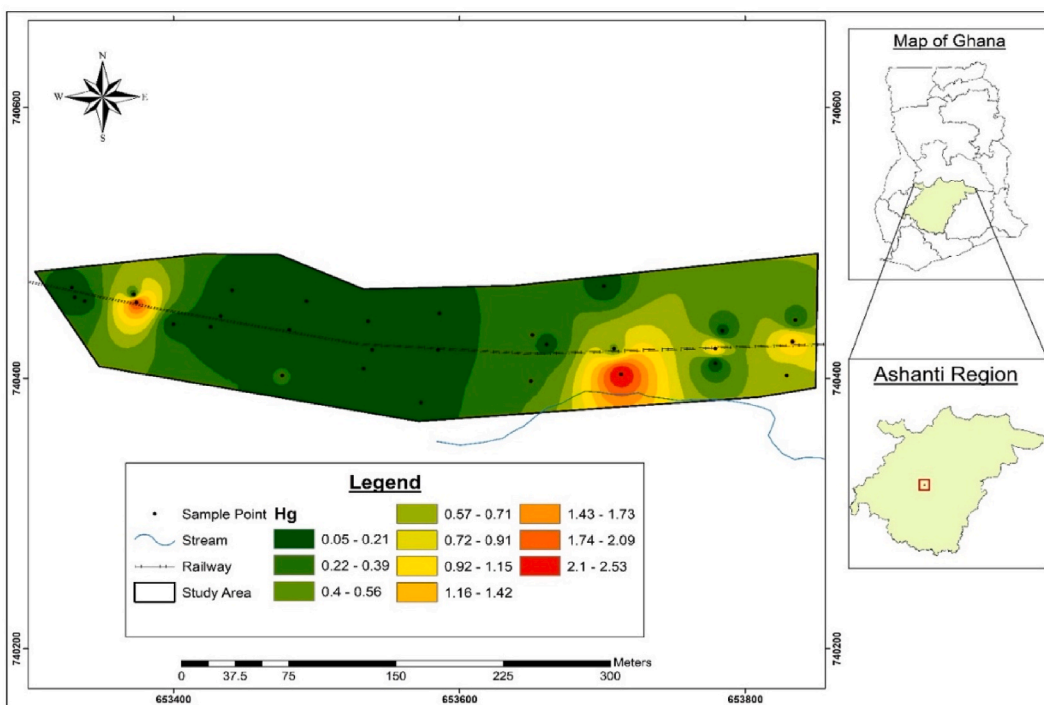 N
W
E
S
740600
740600
740400
740400
740200
740200
653400
653600
653800
Legend
Sample Point
Stream
Railway
Study Area
Hg
0.05 - 0.21
0.22 - 0.39
0.4 - 0.56
0.57 - 0.71
0.72 - 0.91
0.92 - 1.15
1.16 - 1.42
1.43 - 1.73
1.74 - 2.09
2.1 - 2.53
Meters
0 37.5 75 150 225 300
Map of Ghana
Ashanti Region